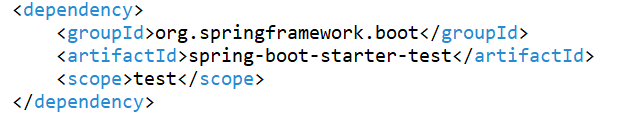 <dependency>
    <groupId>org.springframework.boot</groupId>
    <artifactId>spring-boot-starter-test</artifactId>
    <scope>test</scope>
</dependency>